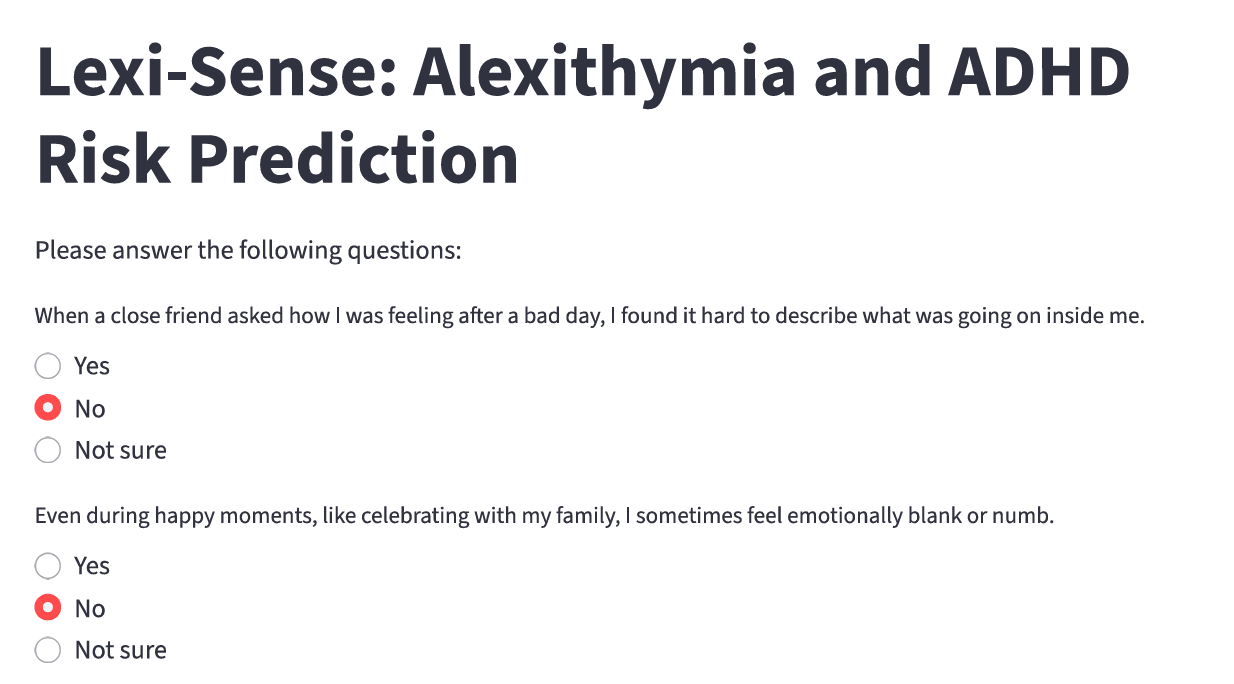 Lexi-Sense: Alexithymia and ADHD
Risk Prediction
Please answer the following questions:
When a close friend asked how I was feeling after a bad day, I found it hard to describe what was going on inside me.
Yes
No
Not sure
Even during happy moments, like celebrating with my family, I sometimes feel emotionally blank or numb.
Yes
No
Not sure